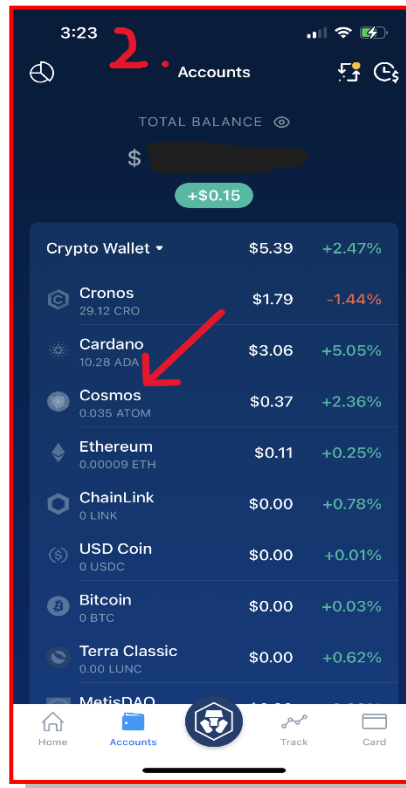 3:23
2.
Accounts
TOTAL BALANCE
$
+$0.15
Crypto Wallet $5.39 +2.47%
Cronos $1.79 -1.44%
29.12 CRO
Cardano $3.06 +5.05%
10.28 ADA
Cosmos $0.37 +2.36%
0.035 ATOM
Ethereum $0.11 +0.25%
0.00009 ETH
ChainLink $0.00 +0.78%
0 LINK
USD Coin $0.00 +0.01%
0 USDC
Bitcoin $0.00 +0.03%
0 BTC
Terra Classic $0.00 +0.62%
0.00 LUNC
MetisDAO
Home Accounts Track Card